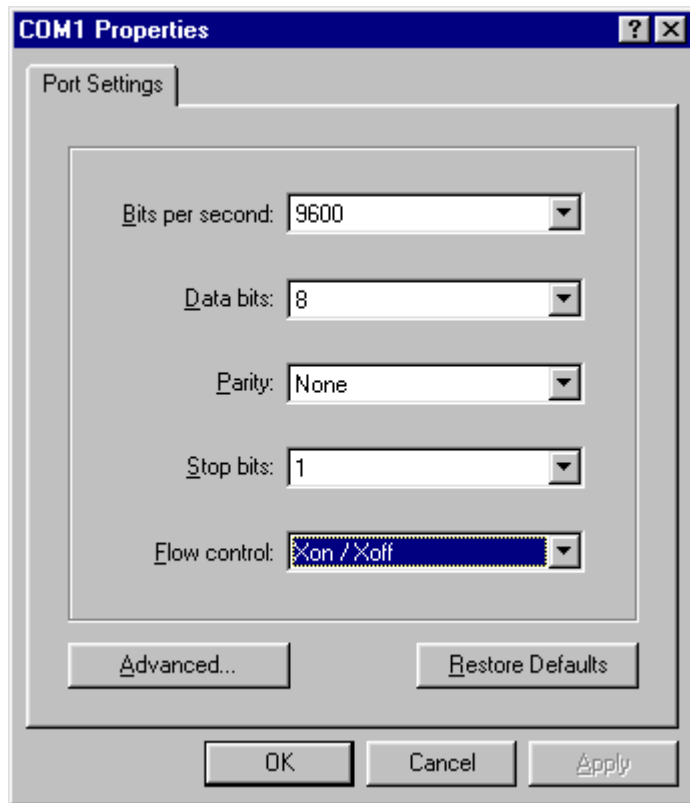 COM1 Properties
Port Settings
Bits per second: 9600
Data bits: 8
Parity: None
Stop bits: 1
Flow control: Xon / Xoff
Advanced... Restore Defaults
OK Cancel Apply